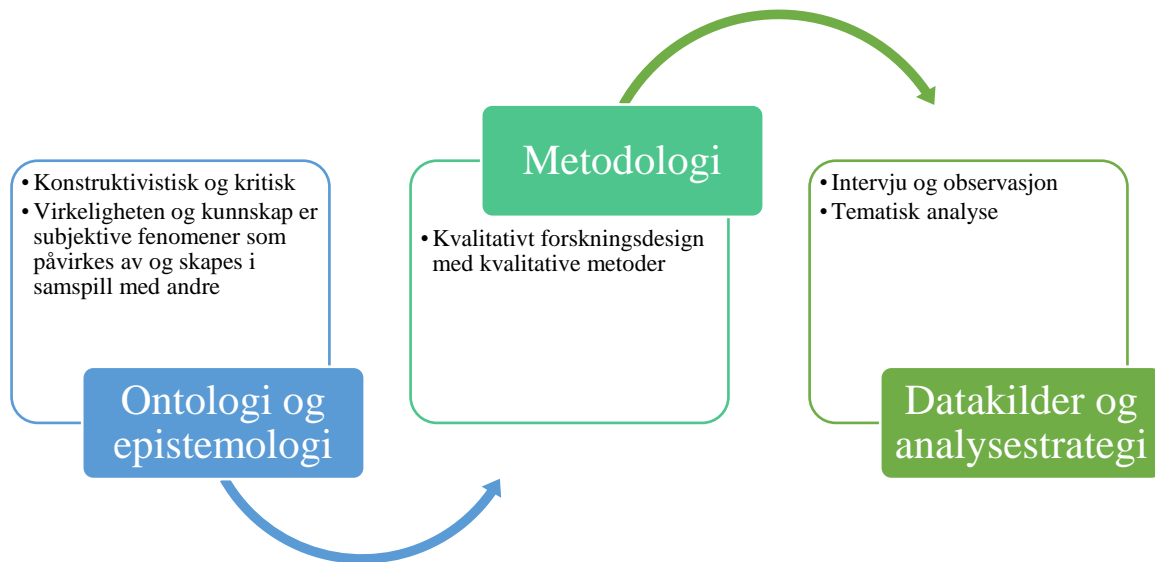 • Konstruktivistisk og kritisk
• Virkeligheten og kunnskap er
subjektive fenomener som
påvirkes av og skapes i
samspill med andre
Ontologi og
epistemologi
Metodologi
• Kvalitativt forskningsdesign
med kvalitative metoder
• Intervju og observasjon
• Tematisk analyse
Datakilder og
analysestrategi